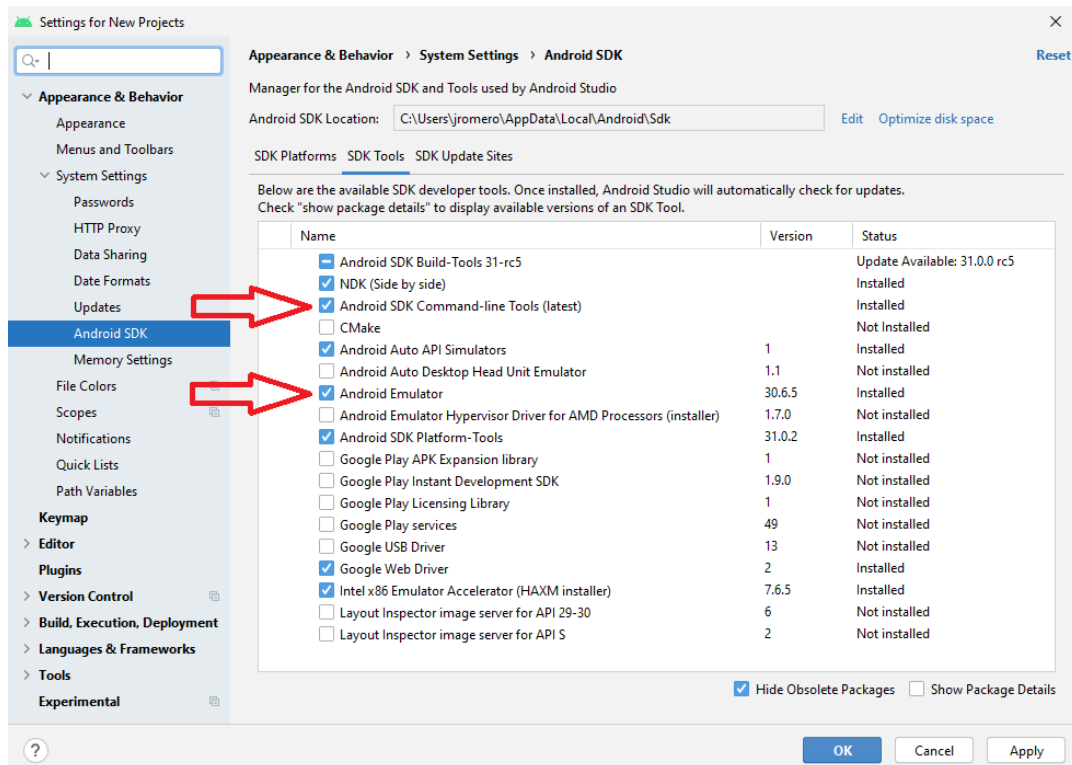 Settings for New Projects
Appearance & Behavior
Appearance
Menus and Toolbars
System Settings
Passwords
HTTP Proxy
Data Sharing
Date Formats
Updates
Android SDK
Memory Settings
File Colors
Scopes
Notifications
Quick Lists
Path Variables
Keymap
Editor
Plugins
Version Control
Build, Execution, Deployment
Languages & Frameworks
Tools
Experimental
Appearance & Behavior › System Settings › Android SDK Reset
Manager for the Android SDK and Tools used by Android Studio
Android SDK Location: C:\Users\jromero\AppData\Local\Android\Sdk Edit Optimize disk space
SDK Platforms SDK Tools SDK Update Sites
Below are the available SDK developer tools. Once installed, Android Studio will automatically check for updates.
Check "show package details" to display available versions of an SDK Tool.
Name Version Status
Android SDK Build-Tools 31-rc5 Update Available: 31.0.0 rc5
NDK (Side by side) Installed
Android SDK Command-line Tools (latest) Installed
CMake Not Installed
Android Auto API Simulators 1 Installed
Android Auto Desktop Head Unit Emulator 1.1 Not installed
Android Emulator 30.6.5 Installed
Android Emulator Hypervisor Driver for AMD Processors (installer) 1.7.0 Not installed
Android SDK Platform-Tools 31.0.2 Installed
Google Play APK Expansion library 1 Not installed
Google Play Instant Development SDK 1.9.0 Not installed
Google Play Licensing Library 1 Not installed
Google Play services 49 Not installed
Google USB Driver 13 Not installed
Google Web Driver 2 Installed
Intel x86 Emulator Accelerator (HAXM installer) 7.6.5 Installed
Layout Inspector image server for API 29-30 6 Not installed
Layout Inspector image server for API S 2 Not installed
Hide Obsolete Packages Show Package Details
? OK Cancel Apply